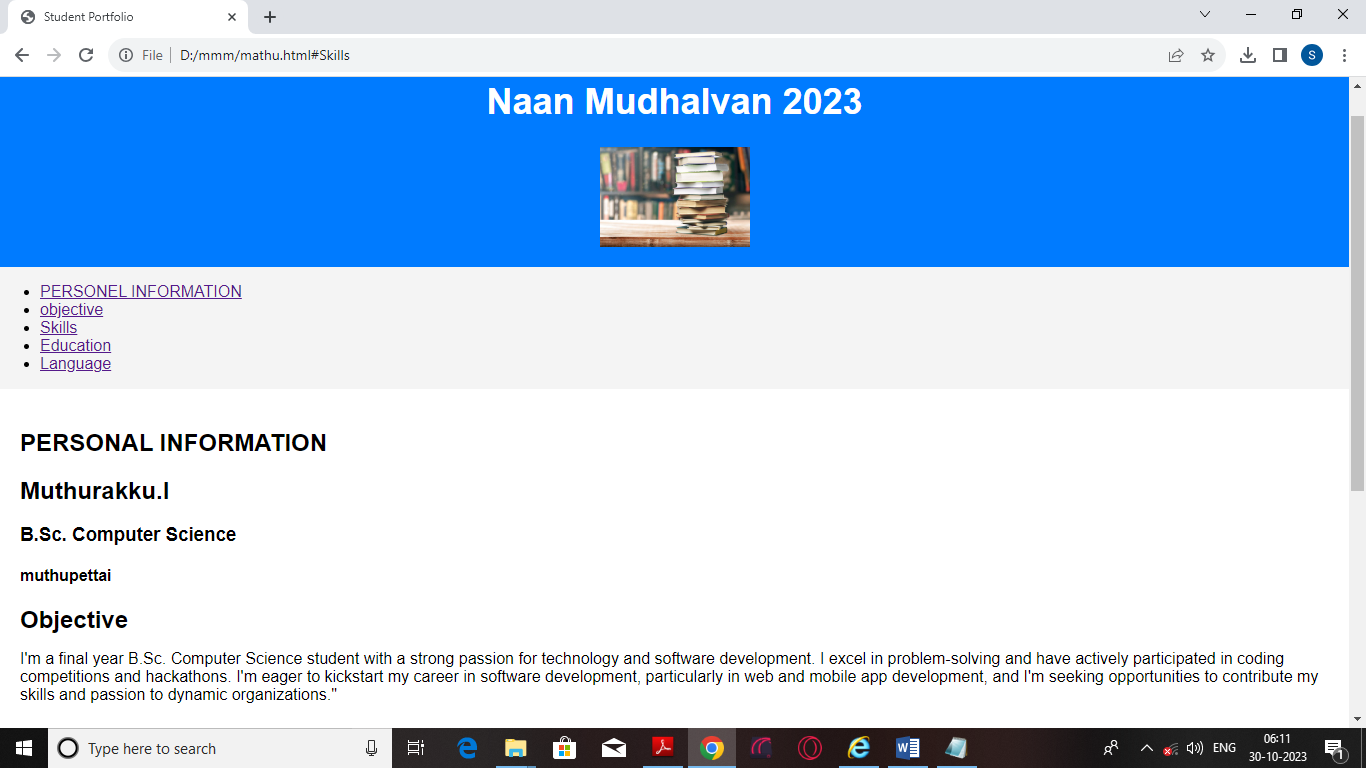 Student Portfolio
File
D:/mmm/mathu.html#Skills
S
Naan Mudhalvan 2023
PERSONEL INFORMATION
objective
Skills
Education
Language
PERSONAL INFORMATION
Muthurakku.I
B.Sc. Computer Science
muthupettai
Objective
I'm a final year B.Sc. Computer Science student with a strong passion for technology and software development. I excel in problem-solving and have actively participated in coding
competitions and hackathons. I'm eager to kickstart my career in software development, particularly in web and mobile app development, and I'm seeking opportunities to contribute my
skills and passion to dynamic organizations."
Type here to search
ENG
06:11
30-10-2023
1